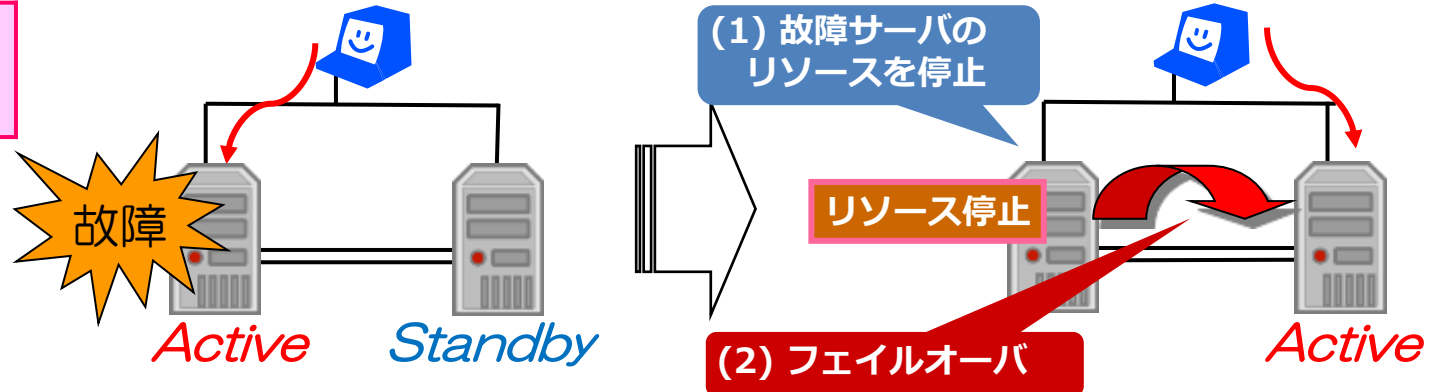 故障
Active
Standby
(1) 故障サーバの
リソースを停止
リソース停止
(2) フェイルオーバ
Active